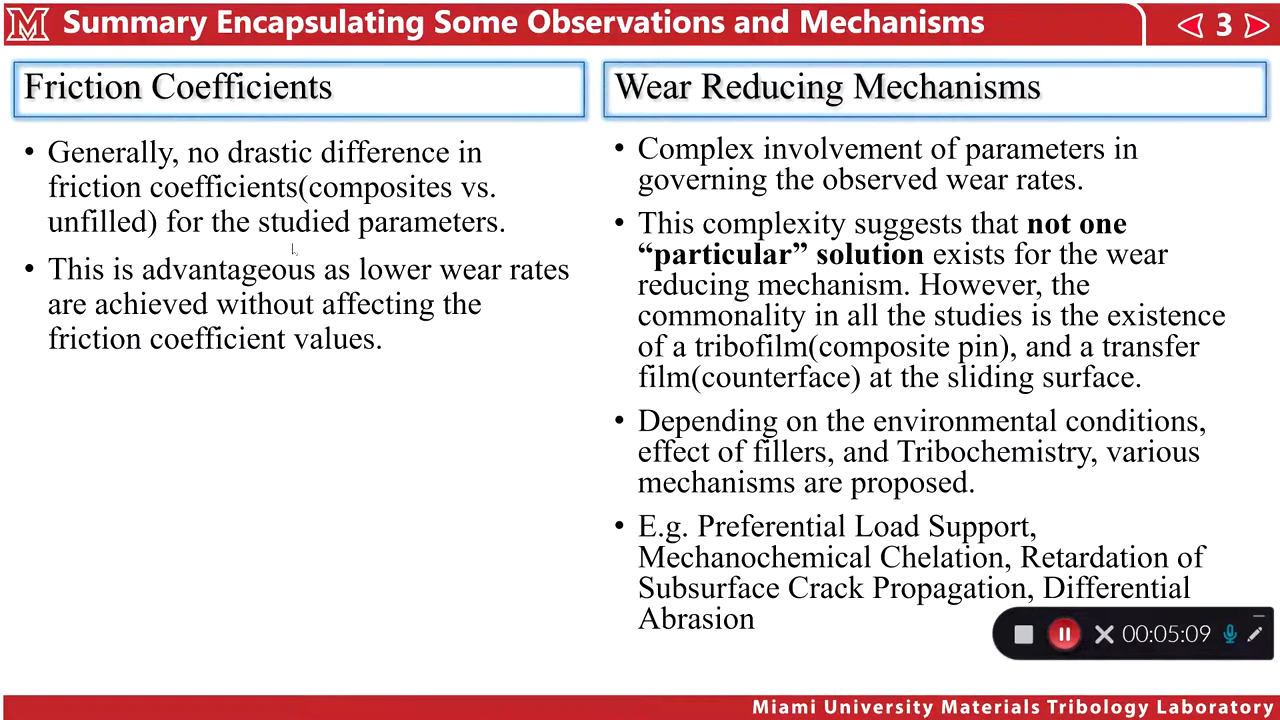 Summary Encapsulating Some Observations and Mechanisms
3
Friction Coefficients
• Generally, no drastic difference in
friction coefficients(composites vs.
unfilled) for the studied parameters.
• This is advantageous as lower wear rates
are achieved without affecting the
friction coefficient values.
Wear Reducing Mechanisms
• Complex involvement of parameters in
governing the observed wear rates.
• This complexity suggests that not one
“particular” solution exists for the wear
reducing mechanism. However, the
commonality in all the studies is the existence
of a tribofilm(composite pin), and a transfer
film(counterface) at the sliding surface.
• Depending on the environmental conditions,
effect of fillers, and Tribochemistry, various
mechanisms are proposed.
• E.g. Preferential Load Support,
Mechanochemical Chelation, Retardation of
Subsurface Crack Propagation, Differential
Abrasion
00:05:09
Miami University Materials Tribology Laboratory